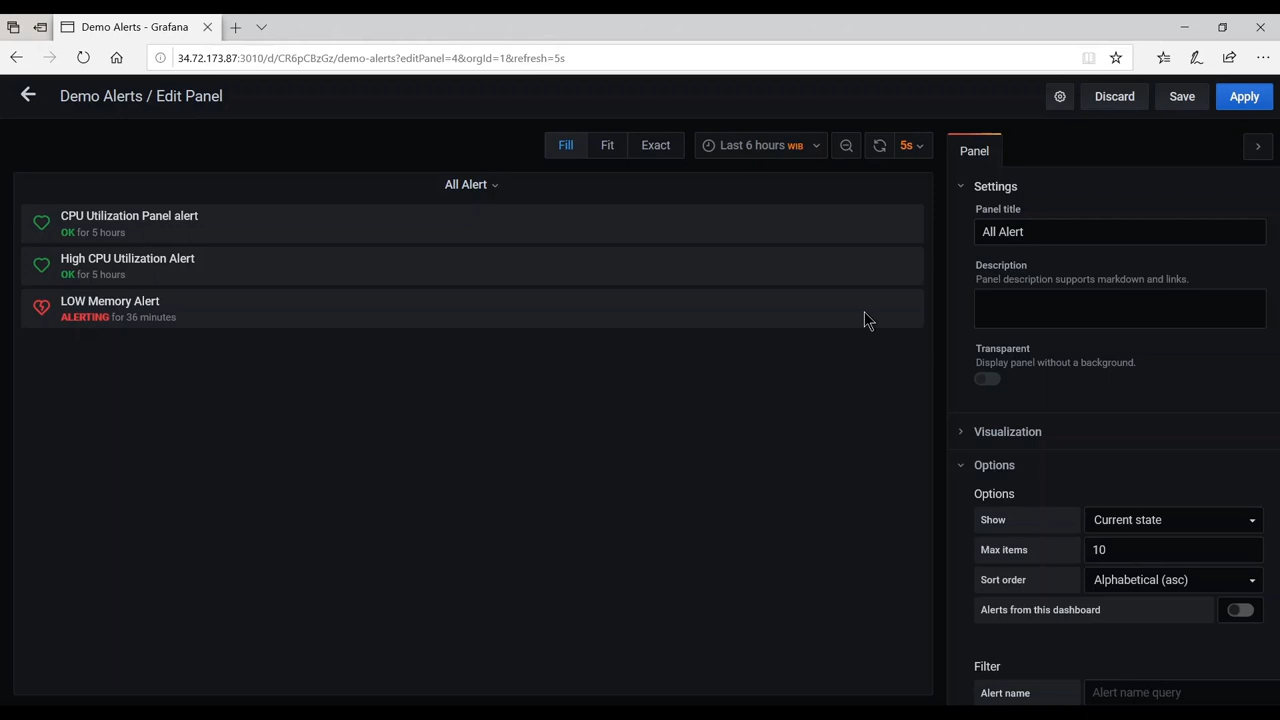 Demo Alerts - Grafana
34.72.173.87:3010/d/CR6pCBzGz/demo-alerts?editPanel=4&orgId=1&refresh=5s
Demo Alerts / Edit Panel
Discard
Save
Apply
Fill
Fit
Exact
Last 6 hours WIB
5s
Panel
All Alert
CPU Utilization Panel alert
OK for 5 hours
High CPU Utilization Alert
OK for 5 hours
LOW Memory Alert
ALERTING for 36 minutes
Settings
Panel title
All Alert
Description
Panel description supports markdown and links.
Transparent
Display panel without a background.
Visualization
Options
Options
Show
Current state
Max items
10
Sort order
Alphabetical (asc)
Alerts from this dashboard
Filter
Alert name
Alert name query